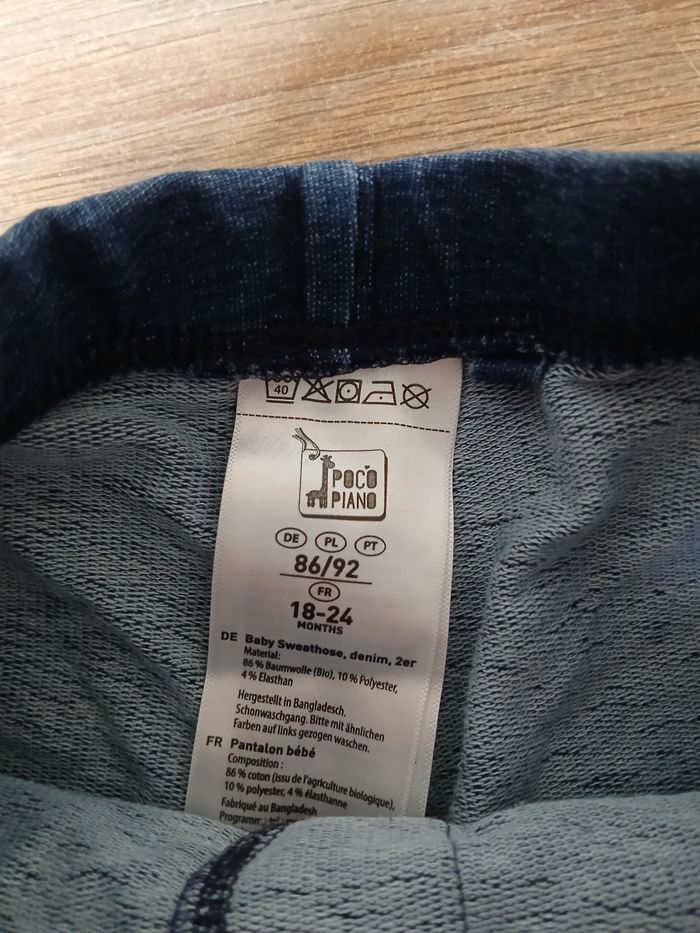 40
POCO
PIANO
DE PL PT
86/92
FR
18-24
MONTHS
DE Baby Sweathose, denim, 2er
Material:
86 % Baumwolle (Bio), 10 % Polyester,
4 % Elasthan
Hergestellt in Bangladesch.
Schonwaschgang. Bitte mit ähnlichen
Farben auf links gezogen waschen.
FR Pantalon bébé
Composition :
86 % coton (issu de l'agriculture biologique),
10 % polyester, 4 % élasthanne
Fabriqué au Bangladesh